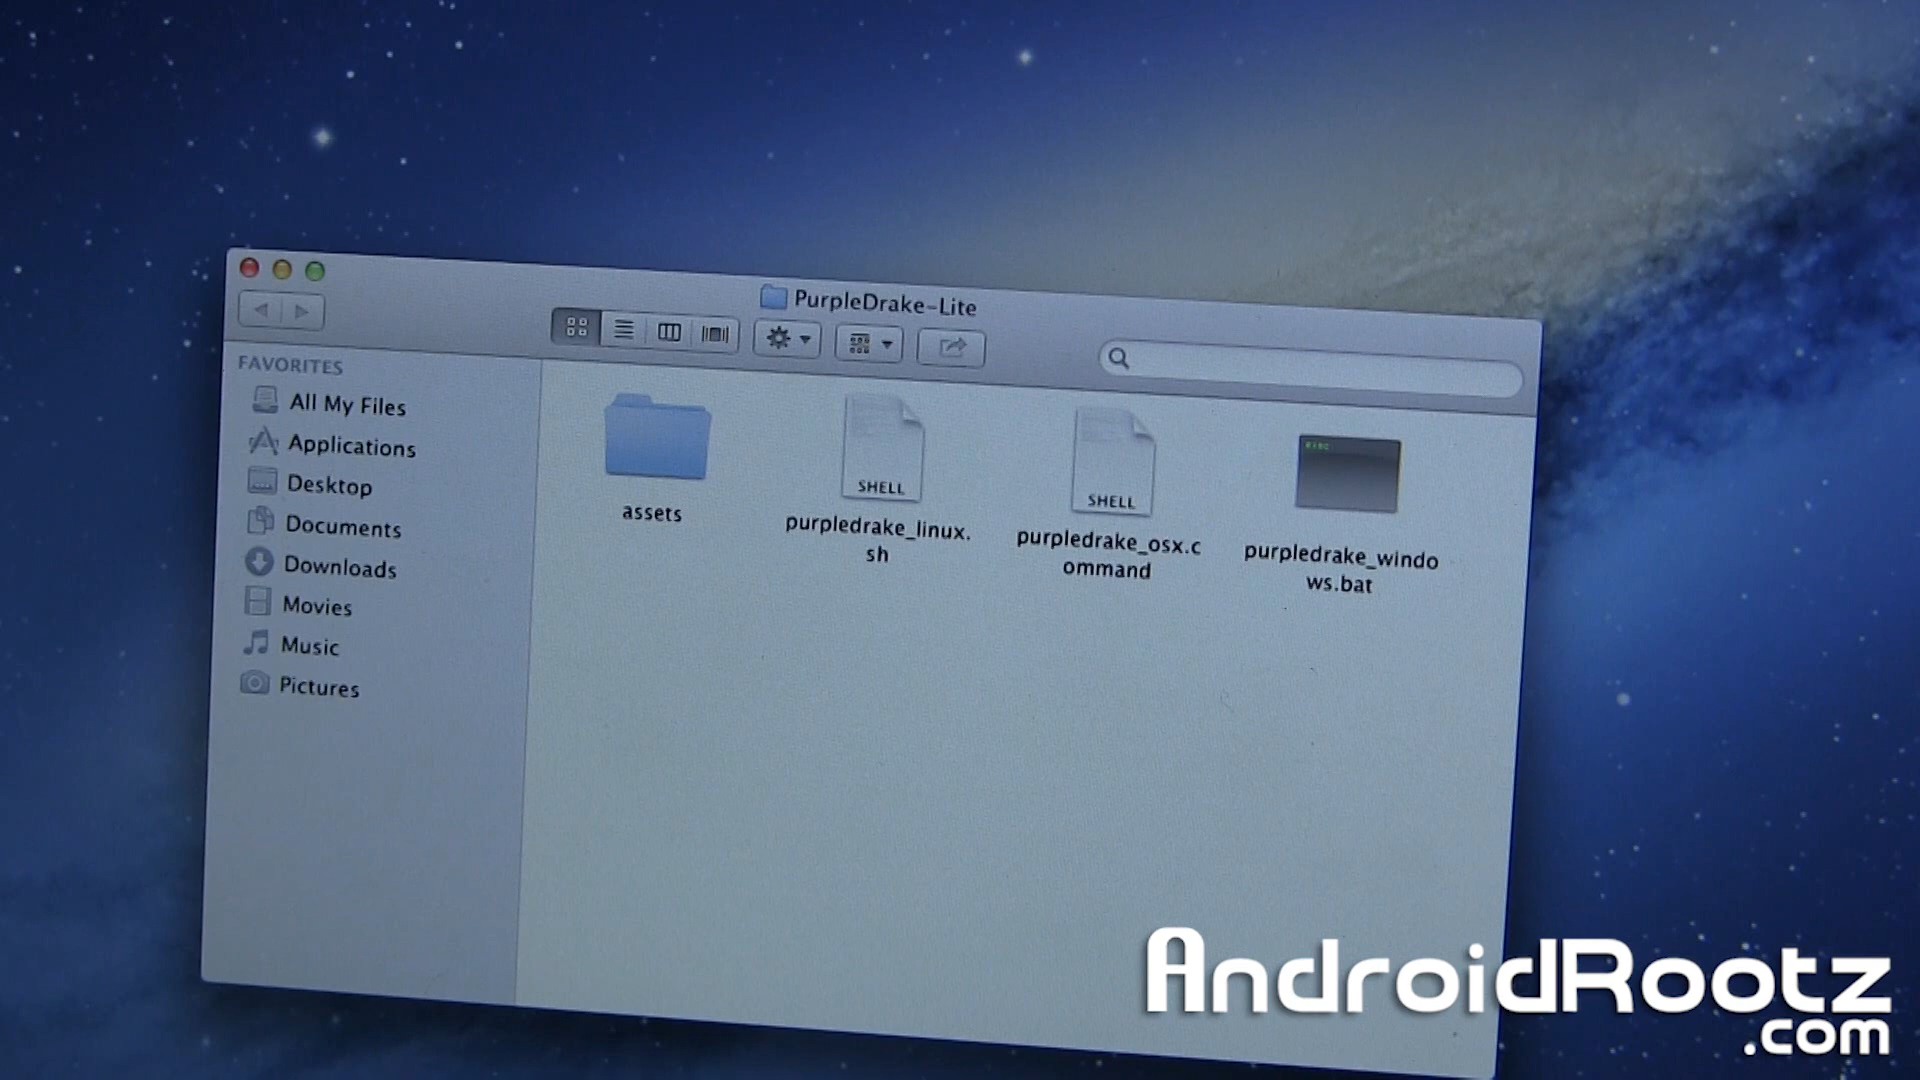 PurpleDrake-Lite
FAVORITES
All My Files
Applications
Desktop
Documents
Downloads
Movies
Music
Pictures
assets
SHELL
purpledrake_linux.
sh
SHELL
purpledrake_osx.c
ommand
purpledrake_windo
ws.bat
AndroidRootz
.com